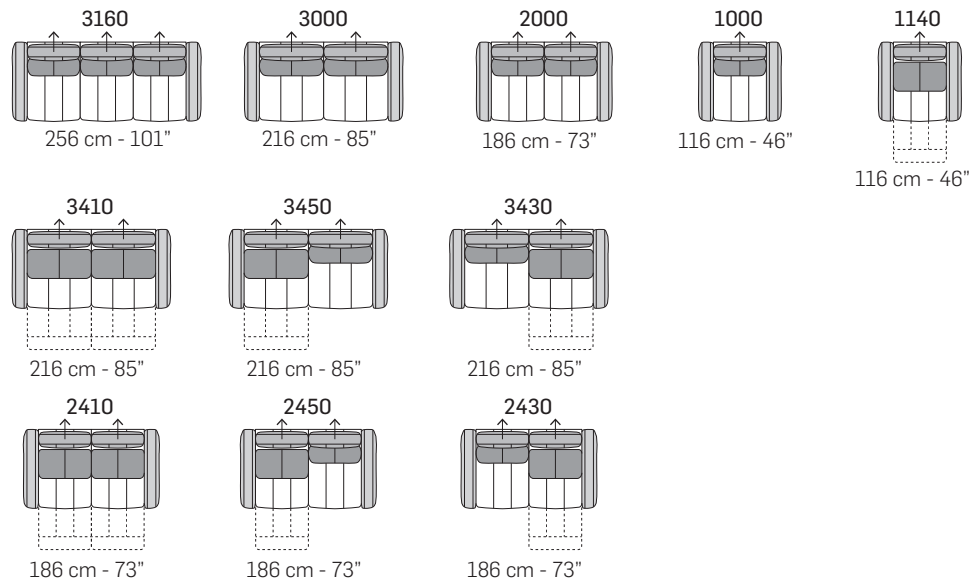 3160 3000 2000 1000 1140
256 cm - 101” 216 cm - 85” 186 cm - 73” 116 cm - 46”
116 cm - 46”
3410 3450 3430
216 cm - 85” 216 cm - 85” 216 cm - 85”
2410 2450 2430
186 cm - 73” 186 cm - 73” 186 cm - 73”